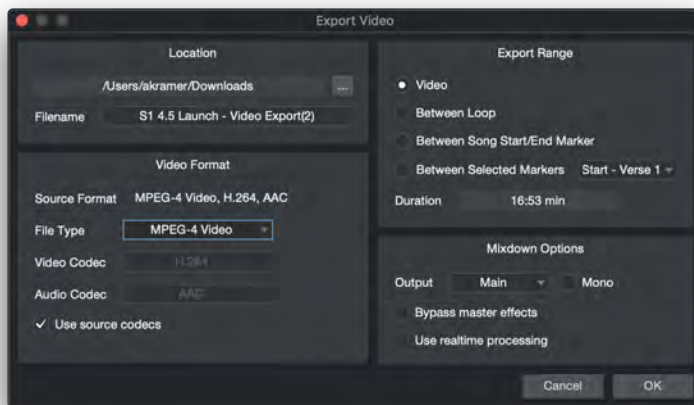 Export Video
Location
/Users/akramer/Downloads
...
Filename S1 4.5 Launch - Video Export(2)
Video Format
Source Format MPEG-4 Video, H.264, AAC
File Type MPEG-4 Video
Video Codec H.264
Audio Codec AAC
Use source codecs
Export Range
Video
Between Loop
Between Song Start/End Marker
Between Selected Markers Start - Verse 1
Duration 16:53 min
Mixdown Options
Output Main Mono
Bypass master effects
Use realtime processing
Cancel OK